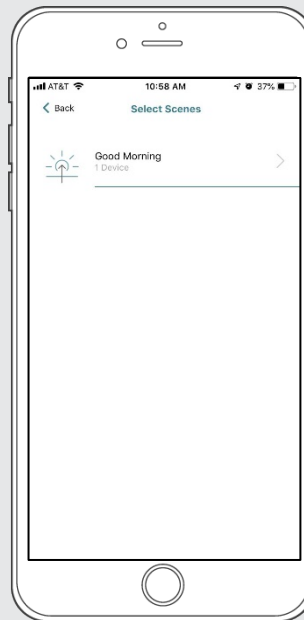 AT&T 10:58 AM 37%
Back Select Scenes
Good Morning
1 Device